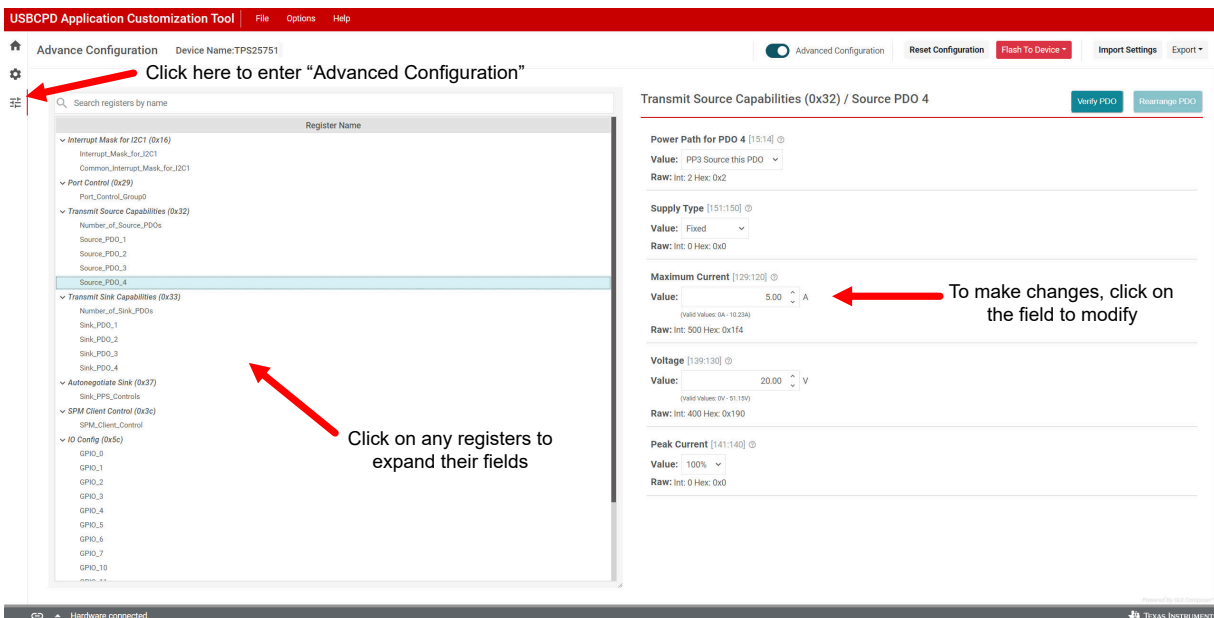 USBCPD Application Customization Tool File Options Help
Advance Configuration Device Name:TPS25751 Advanced Configuration Reset Configuration Flash To Device Import Settings Export
Click here to enter “Advanced Configuration”
Search registers by name
Register Name
Interrupt Mask for I2C1 (0x16)
Interrupt_Mask_for_I2C1
Common_Interrupt_Mask_for_I2C1
Port Control (0x29)
Port_Control_Group0
Transmit Source Capabilities (0x32)
Number_of_Source_PDOs
Source_PDO_1
Source_PDO_2
Source_PDO_3
Source_PDO_4
Transmit Sink Capabilities (0x33)
Number_of_Sink_PDOs
Sink_PDO_1
Sink_PDO_2
Sink_PDO_3
Sink_PDO_4
Autonegotiate Sink (0x37)
Sink_PPS_Controls
SPM Client Control (0x3c)
SPM_Client_Control
IO Config (0x5c)
GPIO_0
GPIO_1
GPIO_2
GPIO_3
GPIO_4
GPIO_5
GPIO_6
GPIO_7
GPIO_10
Click on any registers to
expand their fields
Transmit Source Capabilities (0x32) / Source PDO 4 Verify PDO Rearrange PDO
Power Path for PDO 4 [15:14]
Value: PP3 Source this PDO
Raw: Int: 2 Hex: 0x2
Supply Type [151:150]
Value: Fixed
Raw: Int: 0 Hex: 0x0
Maximum Current [129:120]
Value: 5.00 A
(Valid Values: 0A - 10.23A)
Raw: Int: 500 Hex: 0x1f4
To make changes, click on
the field to modify
Voltage [139:130]
Value: 20.00 V
(Valid Values: 0V - 51.15V)
Raw: Int: 400 Hex: 0x190
Peak Current [141:140]
Value: 100%
Raw: Int: 0 Hex: 0x0
Hardware connected
TEXAS INSTRUMENT